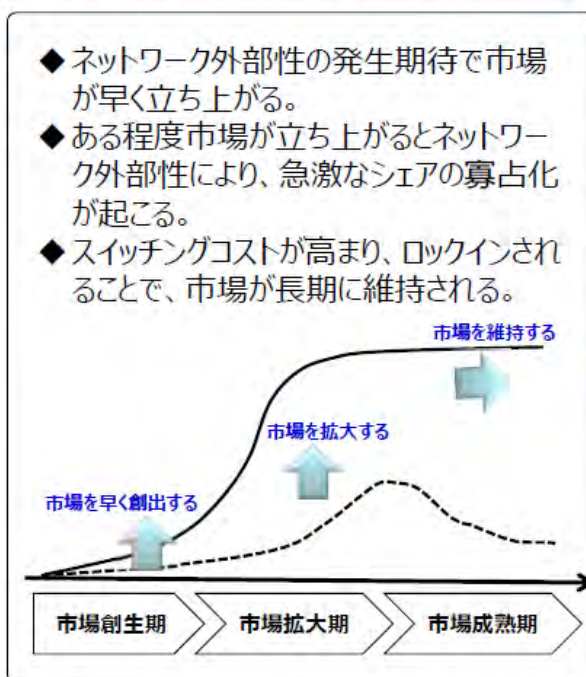 ◆ネットワーク外部性の発生期待で市場
が早く立ち上がる。
◆ある程度市場が立ち上がるとネットワー
ク外部性により、急激なシェアの寡占化
が起こる。
◆スイッチングコストが高まり、ロックインされ
ることで、市場が長期に維持される。
市場を維持する
市場を拡大する
市場を早く創出する
市場創生期
市場拡大期
市場成熟期